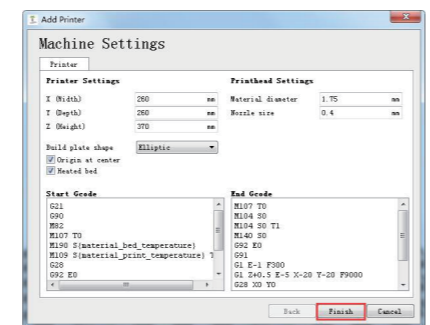 Add Printer
Machine Settings
Printer
Printer Settings
X (Width) 260 mm
Y (Depth) 260 mm
Z (Height) 370 mm
Build plate shape Elliptic
Origin at center
Heated bed
Printhead Settings
Material diameter 1.75 mm
Nozzle size 0.4 mm
Start Gcode
G21
G90
M82
M107 T0
M190 S{material_bed_temperature}
M109 S{material_print_temperature} T
G28
G92 E0
End Gcode
M107 T0
M104 S0
M104 S0 T1
M140 S0
G92 E0
G91
G1 E-1 F300
G1 Z+0.5 E-5 X-20 Y-20 F9000
G28 X0 Y0
Back Finish Cancel